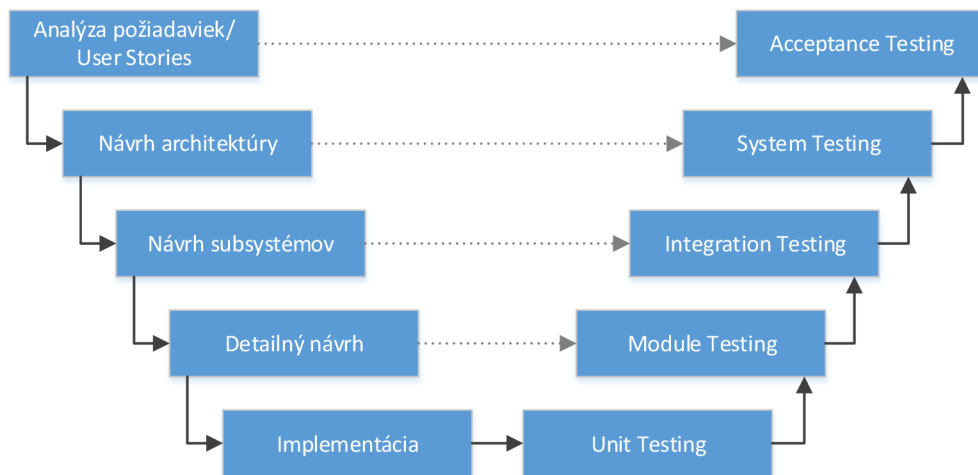 Analýza požiadaviek/
User Stories
Acceptance Testing
Návrh architektúry
System Testing
Návrh subsystémov
Integration Testing
Detailný návrh
Module Testing
Implementácia
Unit Testing